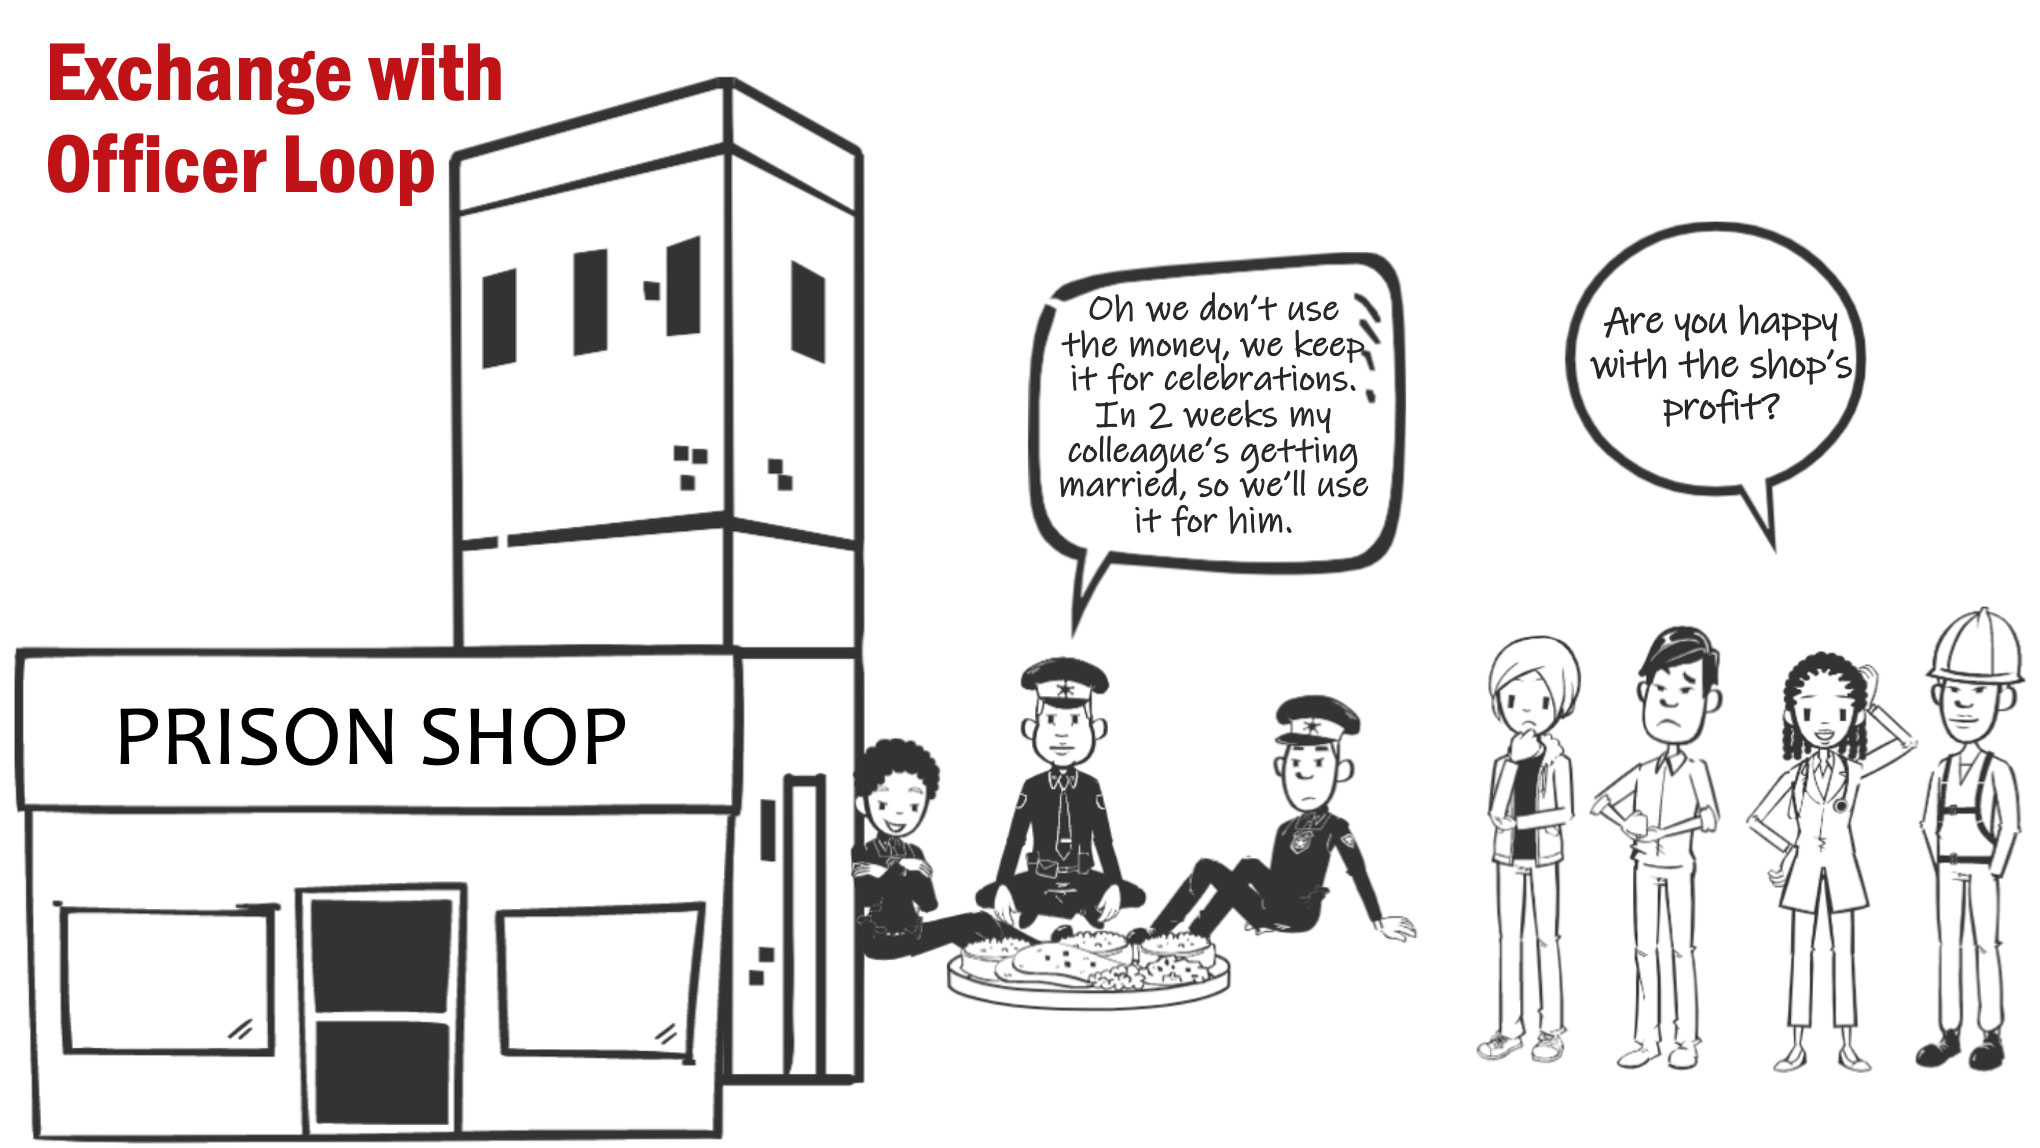 Exchange with
Officer Loop
Are you happy
with the shop's
profit?
Oh we don't use
the money, we keep
it for celebrations.
In 2 weeks my
colleague's getting
married, so we'll use
it for him.
PRISON SHOP